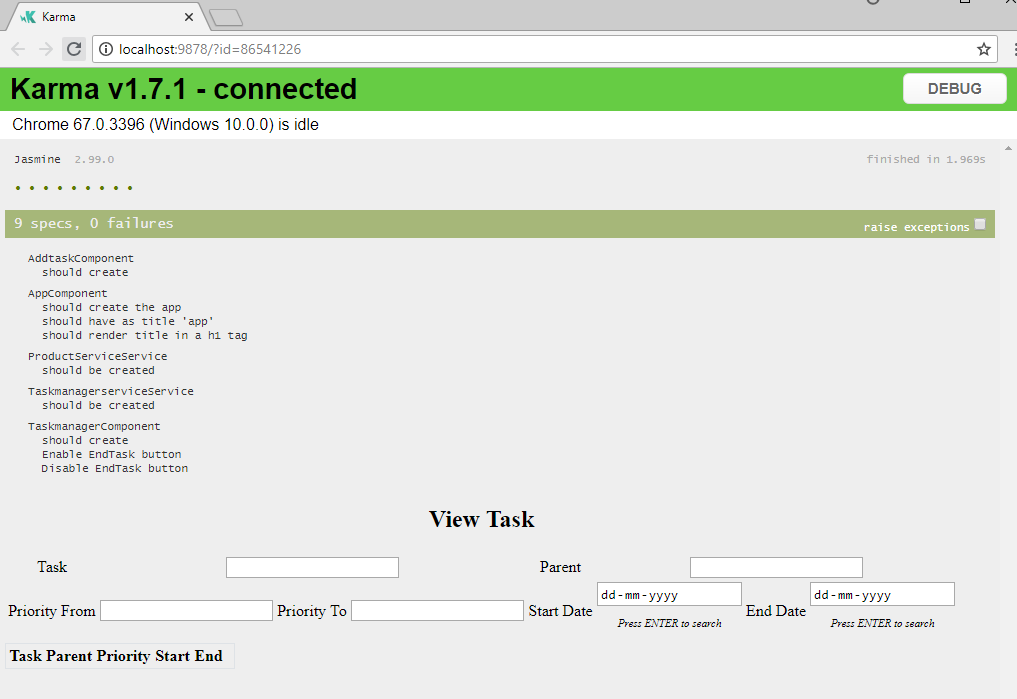 Karma
localhost:9878/?id=86541226
Karma v1.7.1 - connected
DEBUG
Chrome 67.0.3396 (Windows 10.0.0) is idle
Jasmine 2.99.0 finished in 1.969s
9 specs, 0 failures raise exceptions
AddtaskComponent
should create
AppComponent
should create the app
should have as title 'app'
should render title in a h1 tag
ProductServiceService
should be created
TaskmanagerserviceService
should be created
TaskmanagerComponent
should create
Enable EndTask button
Disable EndTask button
View Task
Task Parent
Priority From Priority To Start Date dd-mm-yyyy End Date dd-mm-yyyy
Press ENTER to search Press ENTER to search
Task Parent Priority Start End